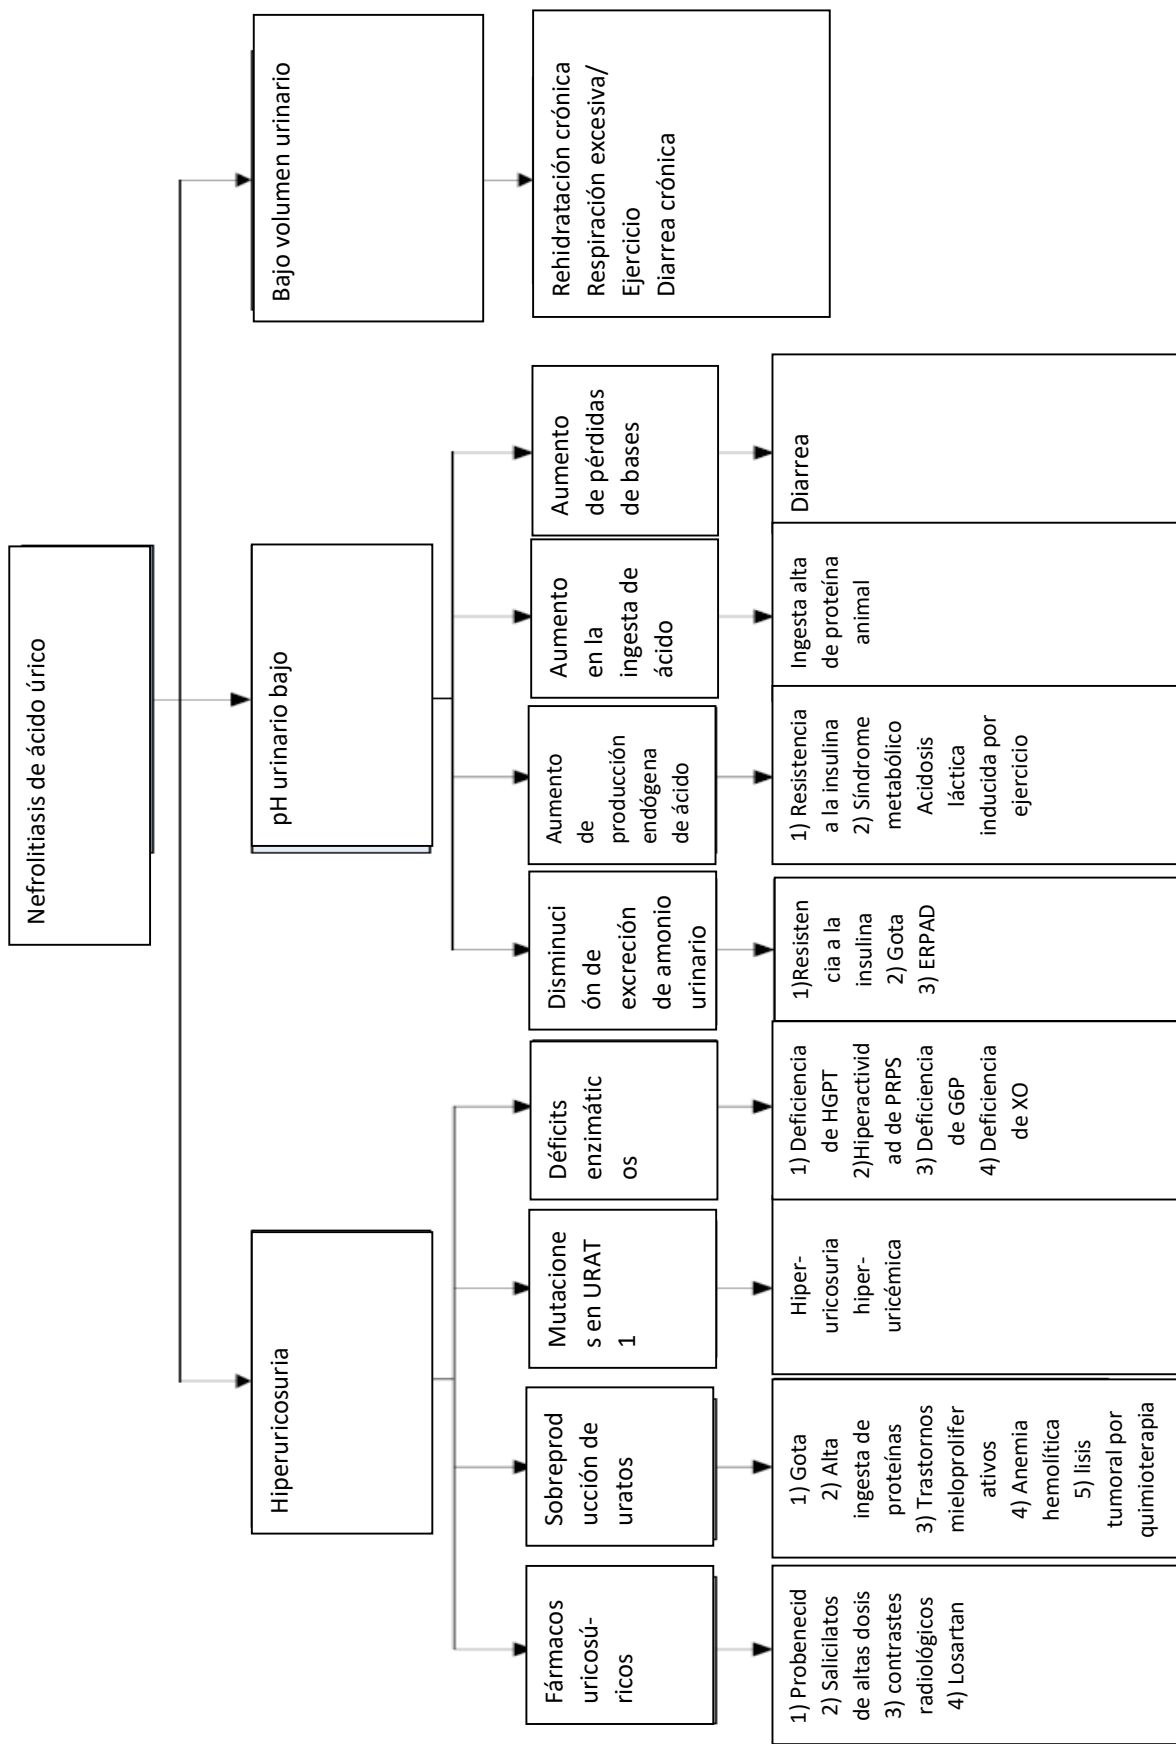 Nefrolitiasis de ácido úrico
Hiperuricosuria
pH urinario bajo
Bajo volumen urinario
Fármacos
uricosú-
ricos
Sobreprod
ucción de
uratos
Mutacione
s en URAT
1
Déficits
enzimátic
os
Disminuci
ón de
excreción
de amonio
urinario
Aumento
de
producción
endógena
de ácido
Aumento
en la
ingesta de
ácido
Aumento
de pérdidas
de bases
Rehidratación crónica
Respiración excesiva/
Ejercicio
Diarrea crónica
1) Probenecid
2) Salicilatos
de altas dosis
3) contrastes
radiológicos
4) Losartan
1) Gota
2) Alta
ingesta de
proteínas
3) Trastornos
mieloprolifer
ativos
4) Anemia
hemolítica
5) lisis
tumoral por
quimioterapia
Hiper-
uricosuria
hiper-
uricémica
1) Deficiencia
de HGPT
2)Hiperactivid
ad de PRPS
3) Deficiencia
de G6P
4) Deficiencia
de XO
1)Resisten
cia a la
insulina
2) Gota
3) ERPAD
1) Resistencia
a la insulina
2) Síndrome
metabólico
Acidosis
láctica
inducida por
ejercicio
Ingesta alta
de proteína
animal
Diarrea